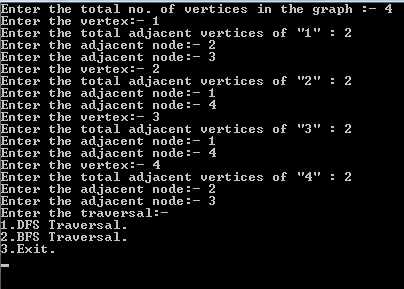 Enter the total no. of vertices in the graph :- 4
Enter the vertex:- 1
Enter the total adjacent vertices of "1" : 2
Enter the adjacent node:- 2
Enter the adjacent node:- 3
Enter the vertex:- 2
Enter the total adjacent vertices of "2" : 2
Enter the adjacent node:- 1
Enter the adjacent node:- 4
Enter the vertex:- 3
Enter the total adjacent vertices of "3" : 2
Enter the adjacent node:- 1
Enter the adjacent node:- 4
Enter the vertex:- 4
Enter the total adjacent vertices of "4" : 2
Enter the adjacent node:- 2
Enter the adjacent node:- 3
Enter the traversal:-
1.DFS Traversal.
2.BFS Traversal.
3.Exit.